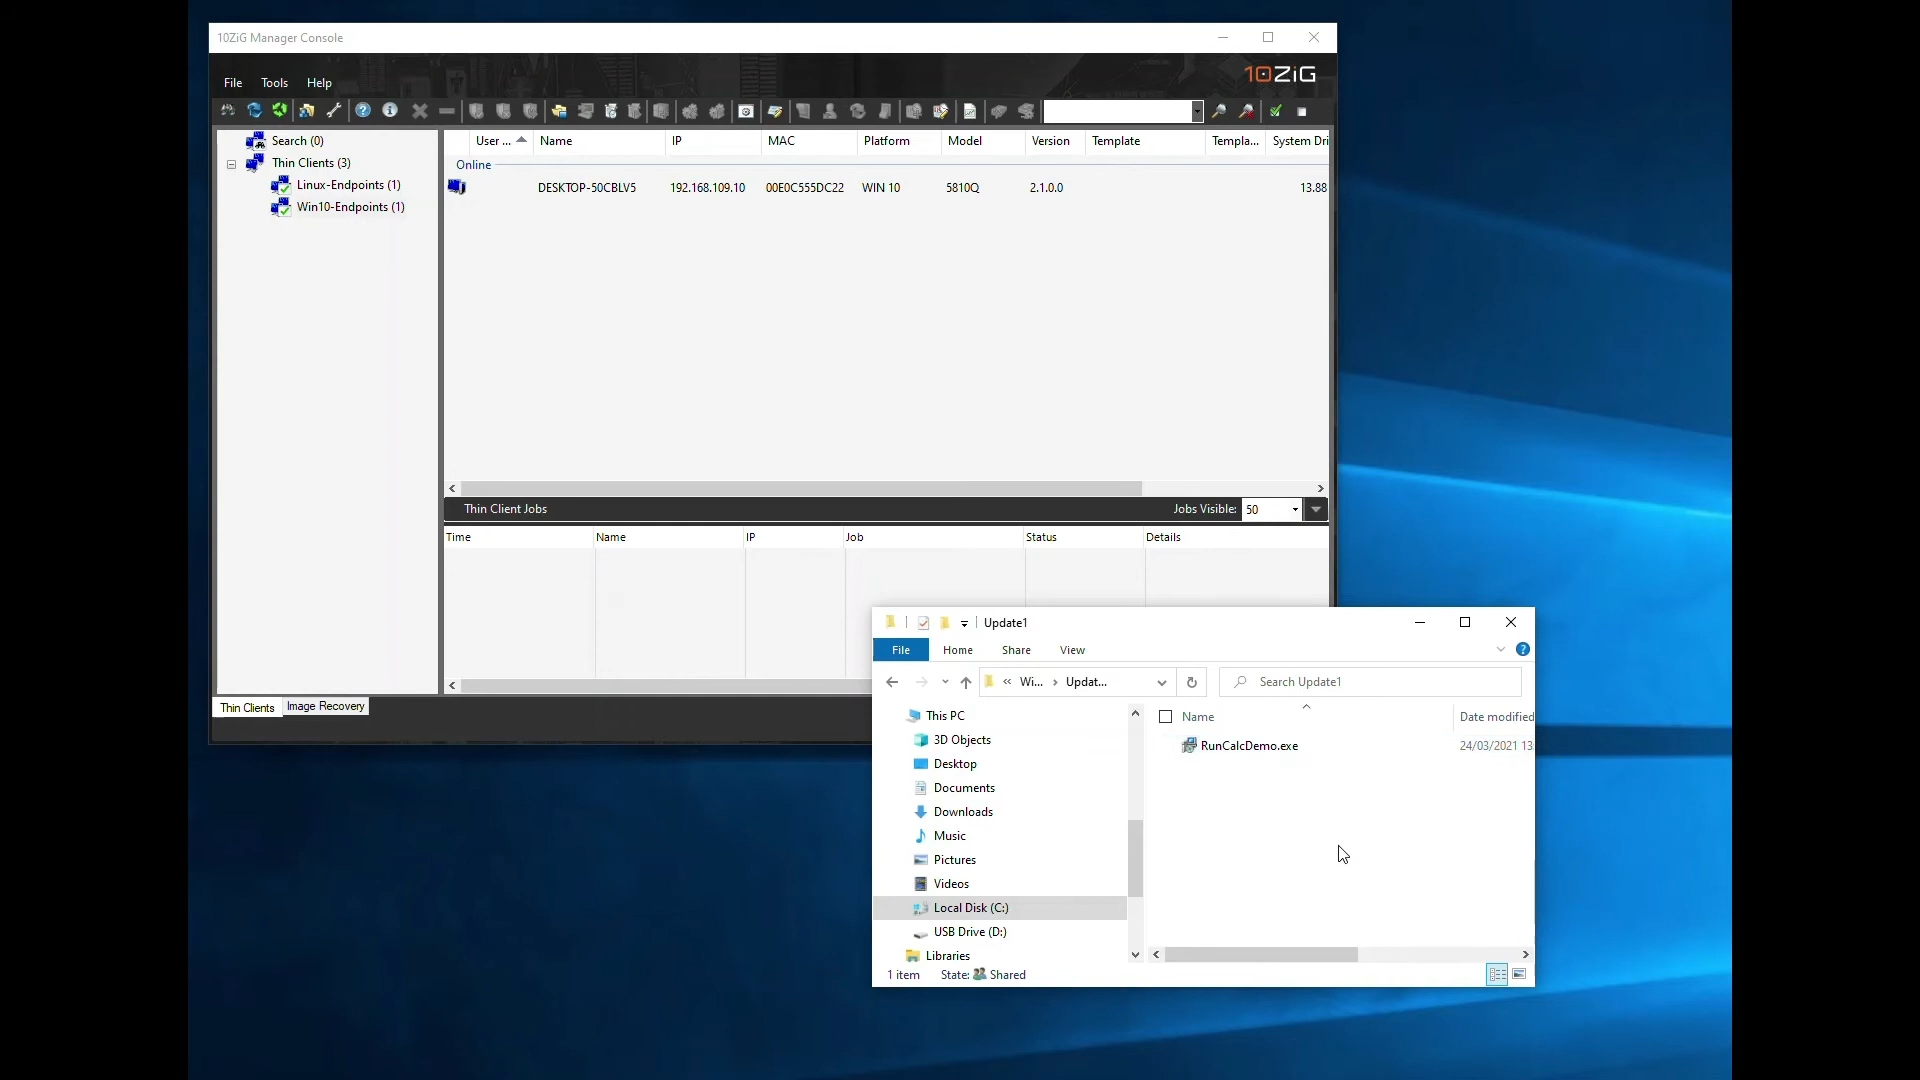 10ZiG Manager Console
10ZiG
File Tools Help
Search (0)
Thin Clients (3)
Linux-Endpoints (1)
Win10-Endpoints (1)
User ... Name IP MAC Platform Model Version Template Templa... System Dri
Online
DESKTOP-50CBLV5 192.168.109.10 00E0C555DC22 WIN 10 5810Q 2.1.0.0 13.88
Thin Client Jobs Jobs Visible: 50
Time Name IP Job Status Details
Thin Clients Image Recovery
Update1
File Home Share View
« Wi... › Updat... Search Update1
This PC
3D Objects
Desktop
Documents
Downloads
Music
Pictures
Videos
Local Disk (C:)
USB Drive (D:)
Libraries
Name Date modified
RunCalcDemo.exe 24/03/2021 13:
1 item State: Shared